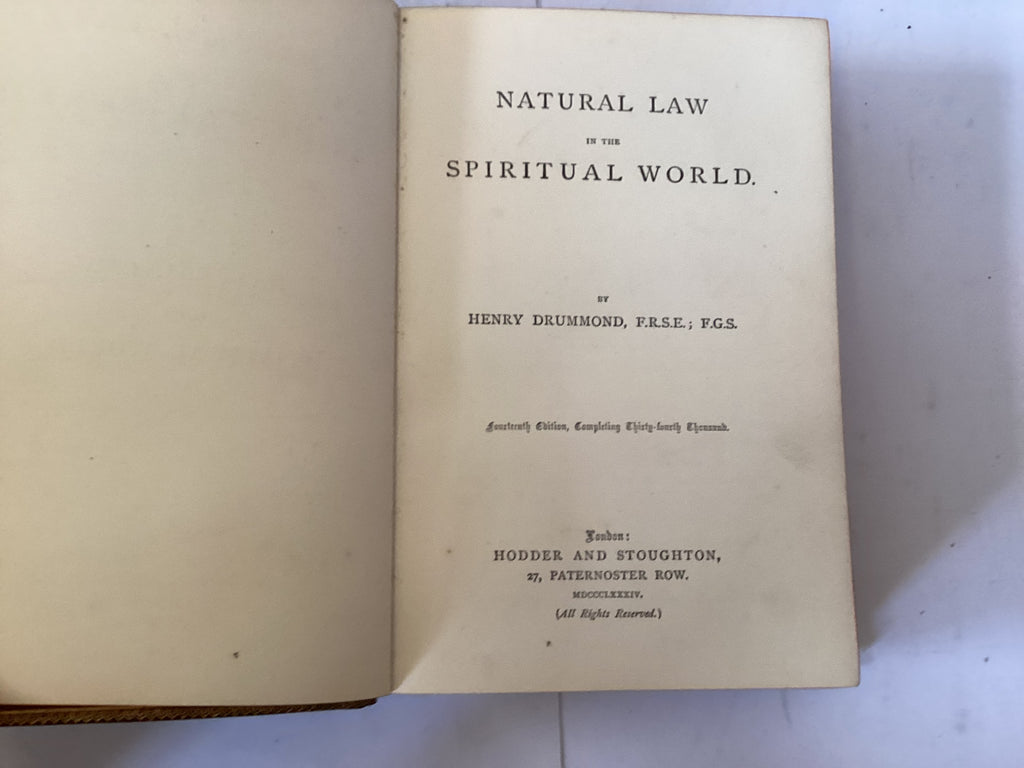 NATURAL LAW
IN THE
SPIRITUAL WORLD.
BY
HENRY DRUMMOND, F.R.S.E.; F.G.S.
Fourteenth Edition, Completing Thirty-fourth Thousand.
London:
HODDER AND STOUGHTON,
27, PATERNOSTER ROW.
MDCCCLXXXIV.
(All Rights Reserved.)